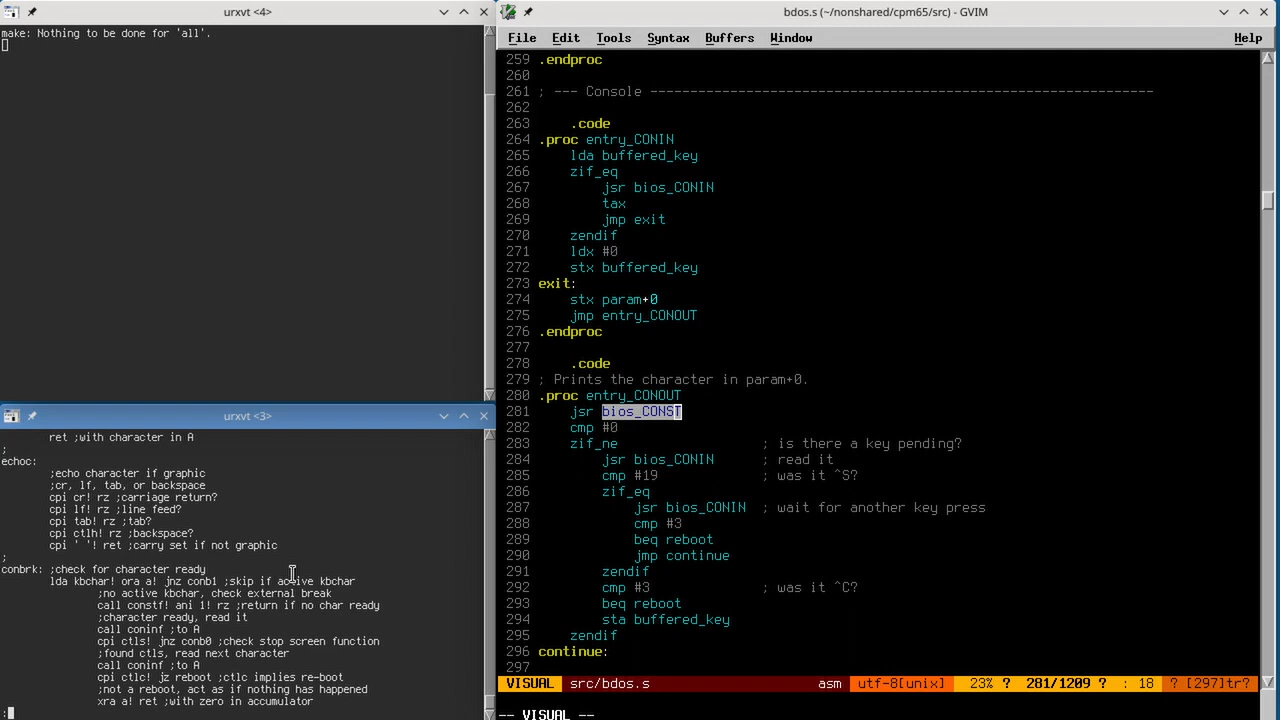 urxvt <4>
make: Nothing to be done for 'all'.
urxvt <3>
ret ;with character in A
;
echoc:
;echo character if graphic
;cr, lf, tab, or backspace
cpi cr! rz ;carriage return?
cpi lf! rz ;line feed?
cpi tab! rz ;tab?
cpi ctlh! rz ;backspace?
cpi ' '! ret ;carry set if not graphic
;
conbrk: ;check for character ready
lda kbchar! ora a! jnz conb1 ;skip if active kbchar
;no active kbchar, check external break
call constf! ani 1! rz ;return if no char ready
;character ready, read it
call coninf ;to A
cpi ctls! jnz conb0 ;check stop screen function
;found ctls, read next character
call coninf ;to A
cpi ctlc! jz reboot ;ctlc implies re-boot
;not a reboot, act as if nothing has happened
xra a! ret ;with zero in accumulator
:
bdos.s (~/nonshared/cpm65/src) - GVIM
File Edit Tools Syntax Buffers Window Help
259 .endproc
260
261 ; --- Console ---------------------------------------------------------------
262
263 .code
264 .proc entry_CONIN
265 lda buffered_key
266 zif_eq
267 jsr bios_CONIN
268 tax
269 jmp exit
270 zendif
271 ldx #0
272 stx buffered_key
273 exit:
274 stx param+0
275 jmp entry_CONOUT
276 .endproc
277
278 .code
279 ; Prints the character in param+0.
280 .proc entry_CONOUT
281 jsr bios_CONST
282 cmp #0
283 zif_ne ; is there a key pending?
284 jsr bios_CONIN ; read it
285 cmp #19 ; was it ^S?
286 zif_eq
287 jsr bios_CONIN ; wait for another key press
288 cmp #3
289 beq reboot
290 jmp continue
291 zendif
292 cmp #3 ; was it ^C?
293 beq reboot
294 sta buffered_key
295 zendif
296 continue:
297
VISUAL src/bdos.s asm utf-8[unix] 23% ? 281/1209 ? : 18 ? [297]tr?
-- VISUAL --